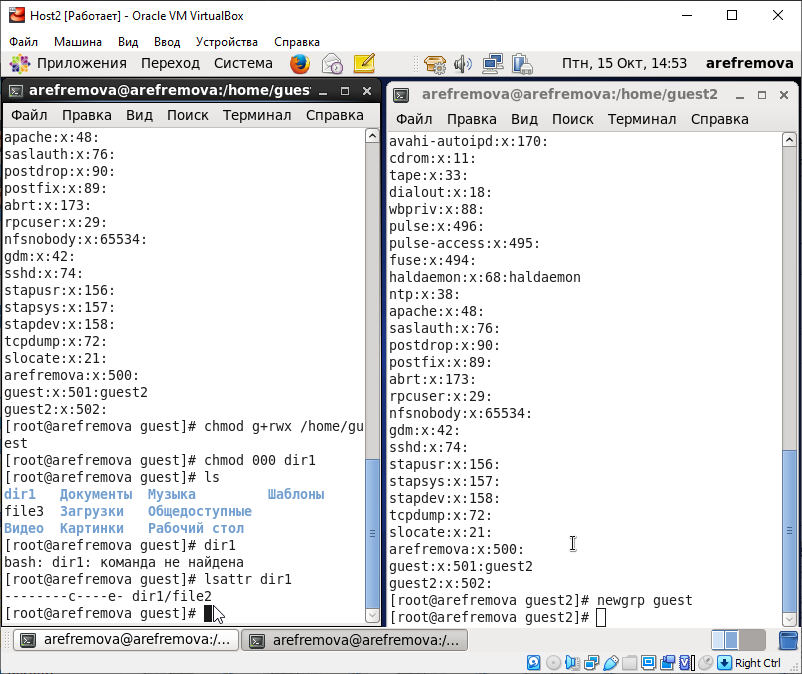 Host2 [Работает] - Oracle VM VirtualBox
Файл Машина Вид Ввод Устройства Справка
Приложения Переход Система Птн, 15 Окт, 14:53 arefremova
arefremova@arefremova:/home/gues
Файл Правка Вид Поиск Терминал Справка
apache:x:48:
saslauth:x:76:
postdrop:x:90:
postfix:x:89:
abrt:x:173:
rpcuser:x:29:
nfsnobody:x:65534:
gdm:x:42:
sshd:x:74:
stapusr:x:156:
stapsys:x:157:
stapdev:x:158:
tcpdump:x:72:
slocate:x:21:
arefremova:x:500:
guest:x:501:guest2
guest2:x:502:
[root@arefremova guest]# chmod g+rwx /home/gu
est
[root@arefremova guest]# chmod 000 dir1
[root@arefremova guest]# ls
dir1 Документы Музыка Шаблоны
file3 Загрузки Общедоступные
Видео Картинки Рабочий стол
[root@arefremova guest]# dir1
bash: dir1: команда не найдена
[root@arefremova guest]# lsattr dir1
--------c----e- dir1/file2
[root@arefremova guest]#
arefremova@arefremova:/home/guest2
Файл Правка Вид Поиск Терминал Справка
avahi-autoipd:x:170:
cdrom:x:11:
tape:x:33:
dialout:x:18:
wbpriv:x:88:
pulse:x:496:
pulse-access:x:495:
fuse:x:494:
haldaemon:x:68:haldaemon
ntp:x:38:
apache:x:48:
saslauth:x:76:
postdrop:x:90:
postfix:x:89:
abrt:x:173:
rpcuser:x:29:
nfsnobody:x:65534:
gdm:x:42:
sshd:x:74:
stapusr:x:156:
stapsys:x:157:
stapdev:x:158:
tcpdump:x:72:
slocate:x:21:
arefremova:x:500:
guest:x:501:guest2
guest2:x:502:
[root@arefremova guest2]# newgrp guest
[root@arefremova guest2]#
arefremova@arefremova:/... arefremova@arefremova:/...
Right Ctrl